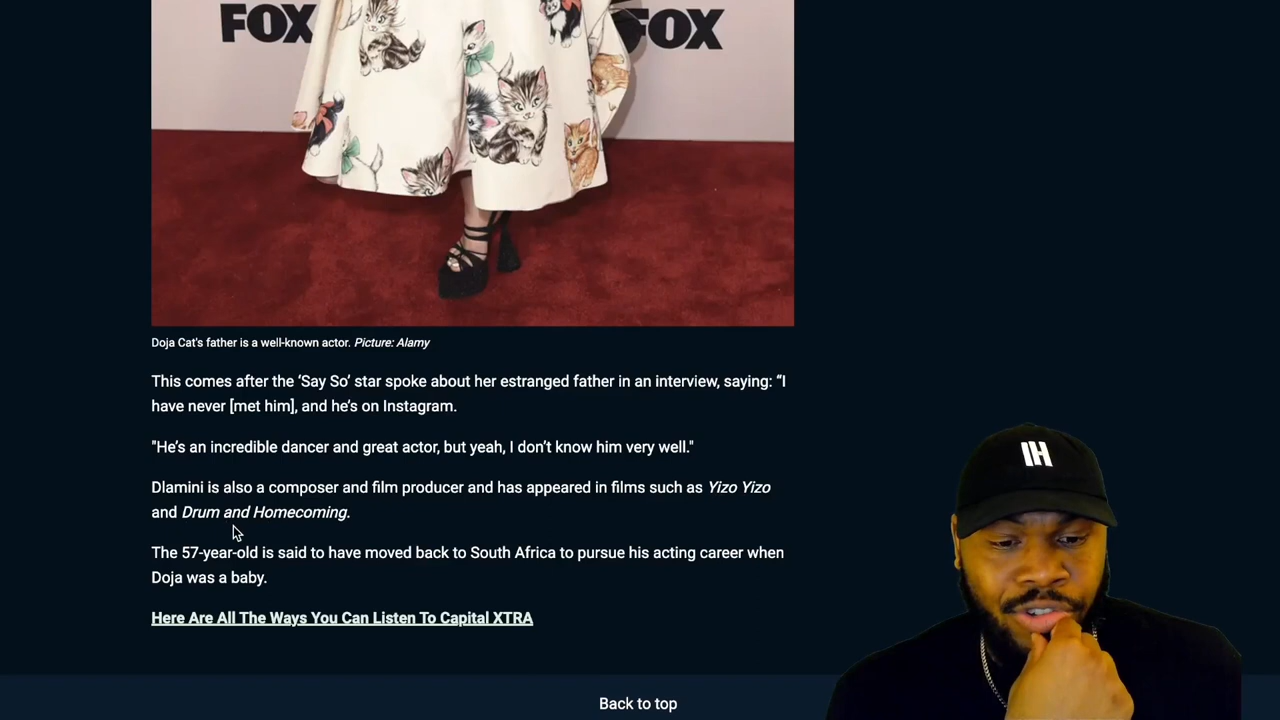 FOX
FOX
Doja Cat's father is a well-known actor. Picture: Alamy
This comes after the ‘Say So’ star spoke about her estranged father in an interview, saying: “I
have never [met him], and he’s on Instagram.
"He’s an incredible dancer and great actor, but yeah, I don’t know him very well."
Dlamini is also a composer and film producer and has appeared in films such as Yizo Yizo
and Drum and Homecoming.
The 57-year-old is said to have moved back to South Africa to pursue his acting career when
Doja was a baby.
Here Are All The Ways You Can Listen To Capital XTRA
IH
Back to top